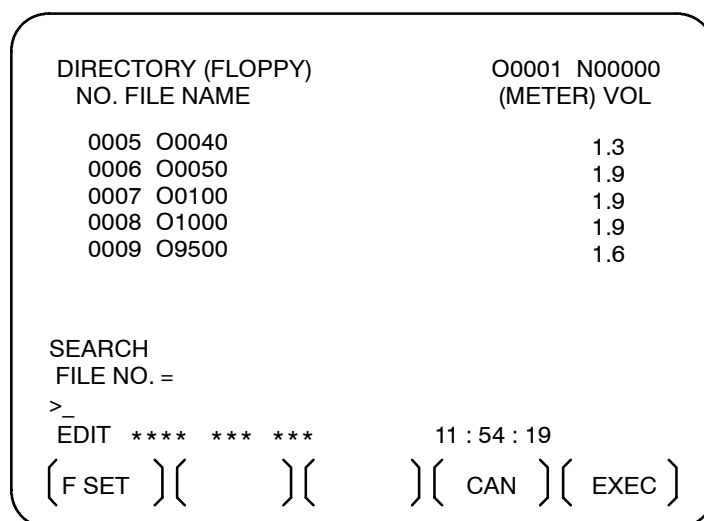 DIRECTORY (FLOPPY) O0001 N00000
NO. FILE NAME (METER) VOL
0005 O0040 1.3
0006 O0050 1.9
0007 O0100 1.9
0008 O1000 1.9
0009 O9500 1.6
SEARCH
FILE NO. =
>_
EDIT **** *** *** 11 : 54 : 19
[F SET ] [ ] [ ] [ CAN ] [ EXEC ]